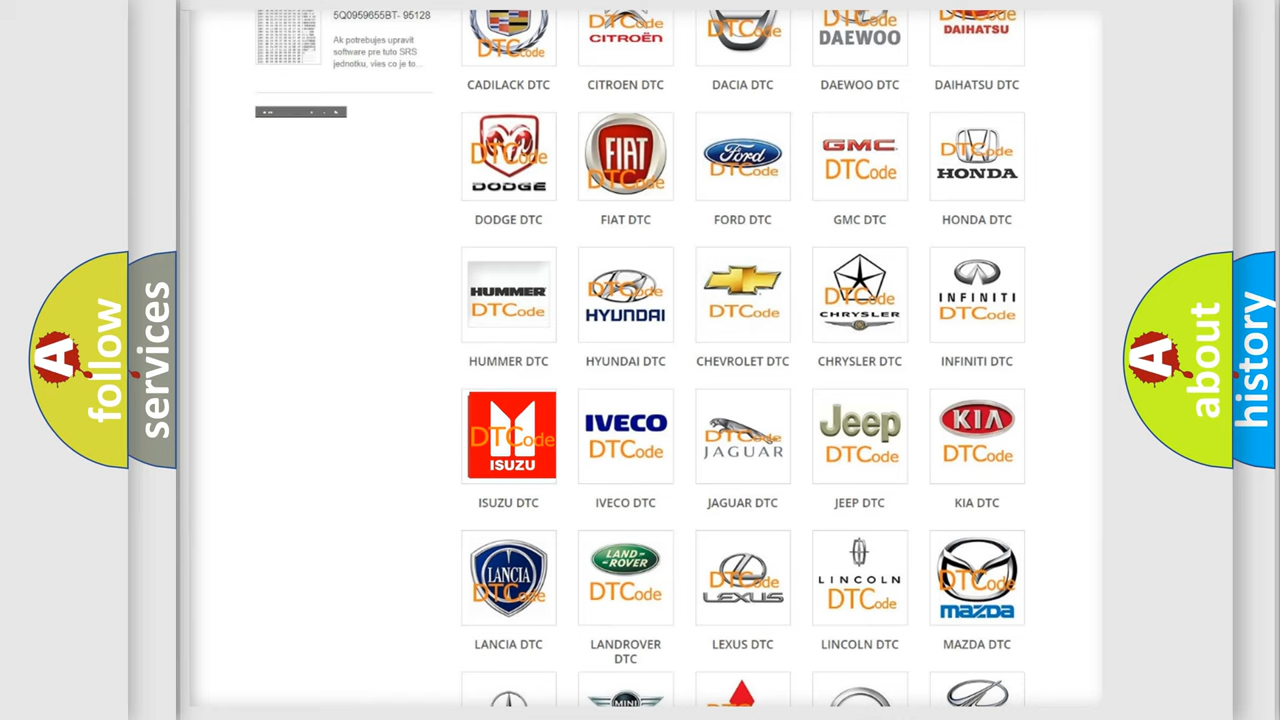 5Q0959655BT- 95128
Ak potrebujes upravit
software pre tuto SRS
jednotku, vies co je to...
DTCode
DTCode
CITROËN
DTCode
DAEWOO
DTCode
DAIHATSU
CADILACK DTC
CITROEN DTC
DACIA DTC
DAEWOO DTC
DAIHATSU DTC
DTCode
DODGE
FIAT
DTCode
Ford
DTCode
GMC
DTCode
DTCode
HONDA
DODGE DTC
FIAT DTC
FORD DTC
GMC DTC
HONDA DTC
HUMMER
DTCode
DTCode
HYUNDAI
DTCode
DTCode
CHRYSLER
INFINITI
DTCode
HUMMER DTC
HYUNDAI DTC
CHEVROLET DTC
CHRYSLER DTC
INFINITI DTC
DTCode
ISUZU
IVECO
DTCode
DTCode
JAGUAR
Jeep
DTCode
KIA
DTCode
ISUZU DTC
IVECO DTC
JAGUAR DTC
JEEP DTC
KIA DTC
LANCIA
DTCode
LAND-
ROVER
DTCode
DTCode
LEXUS
LINCOLN
DTCode
DTCode
mazda
LANCIA DTC
LANDROVER
DTC
LEXUS DTC
LINCOLN DTC
MAZDA DTC
MINI
A
follow
services
A
about
history